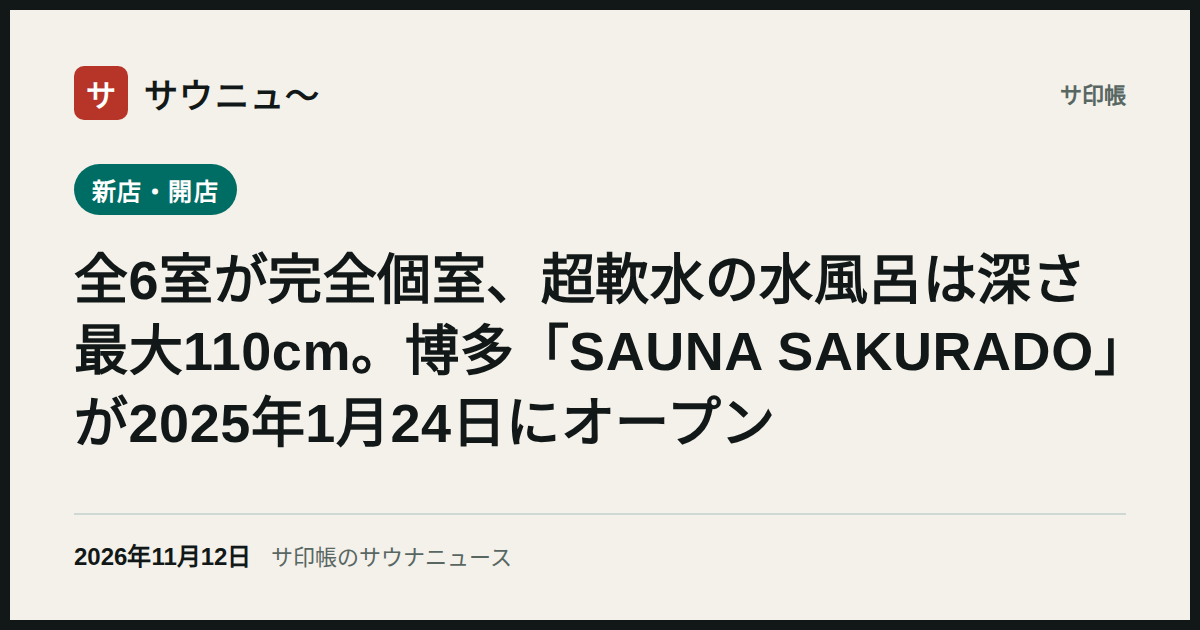 サ サウニュ〜
サ印帳
新店・開店
全6室が完全個室、超軟水の水風呂は深さ
最大110cm。博多「SAUNA SAKURADO」
が2025年1月24日にオープン
2026年11月12日 サ印帳のサウナニュース